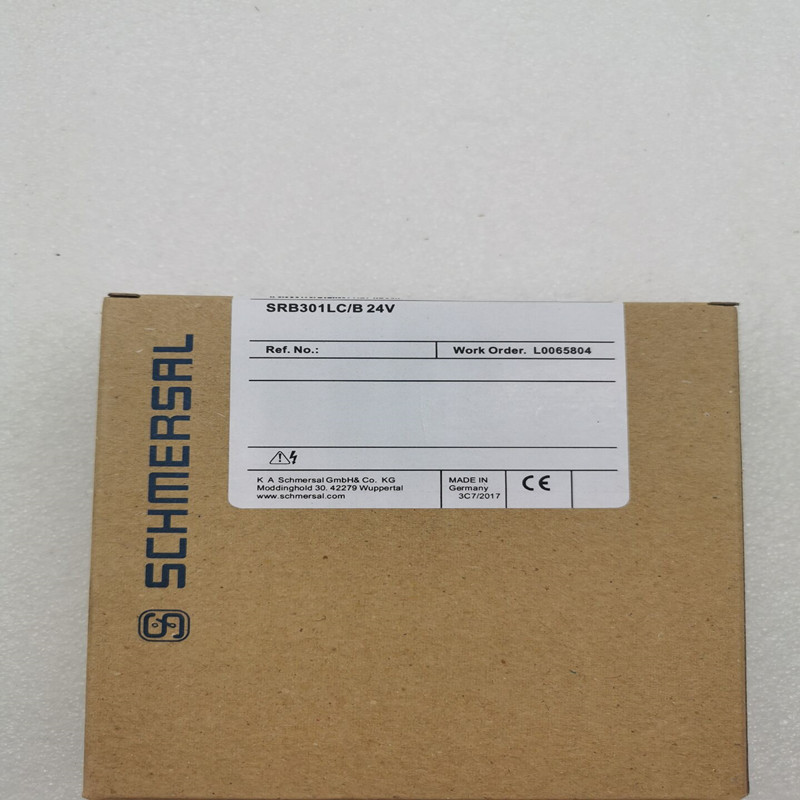 SRB301LC/B 24V
Ref. No.:
Work Order. L0065804
K A Schmersal GmbH& Co. KG
Moddinghold 30. 42279 Wuppertal
www.schmersal.com
MADE IN
Germany
3C7/2017
CE
SCHMERSAL